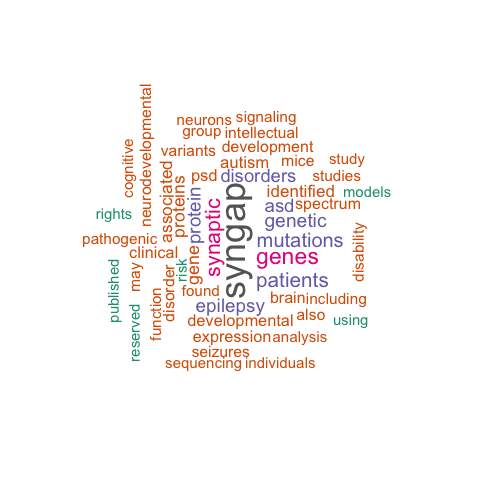 neurons signaling
group intellectual
variants development
autism mice study
psd disorders studies
identified models
asd spectrum
genetic
mutations
genes
patients
brain including
epilepsy also using
developmental
expression analysis
seizures
sequencing individuals
found
clinical
pathogenic
rights
cognitive
neurodevelopmental
associated
proteins
protein
synaptic
syngap
gene
risk
disorder
may
function
published
reserved
disability